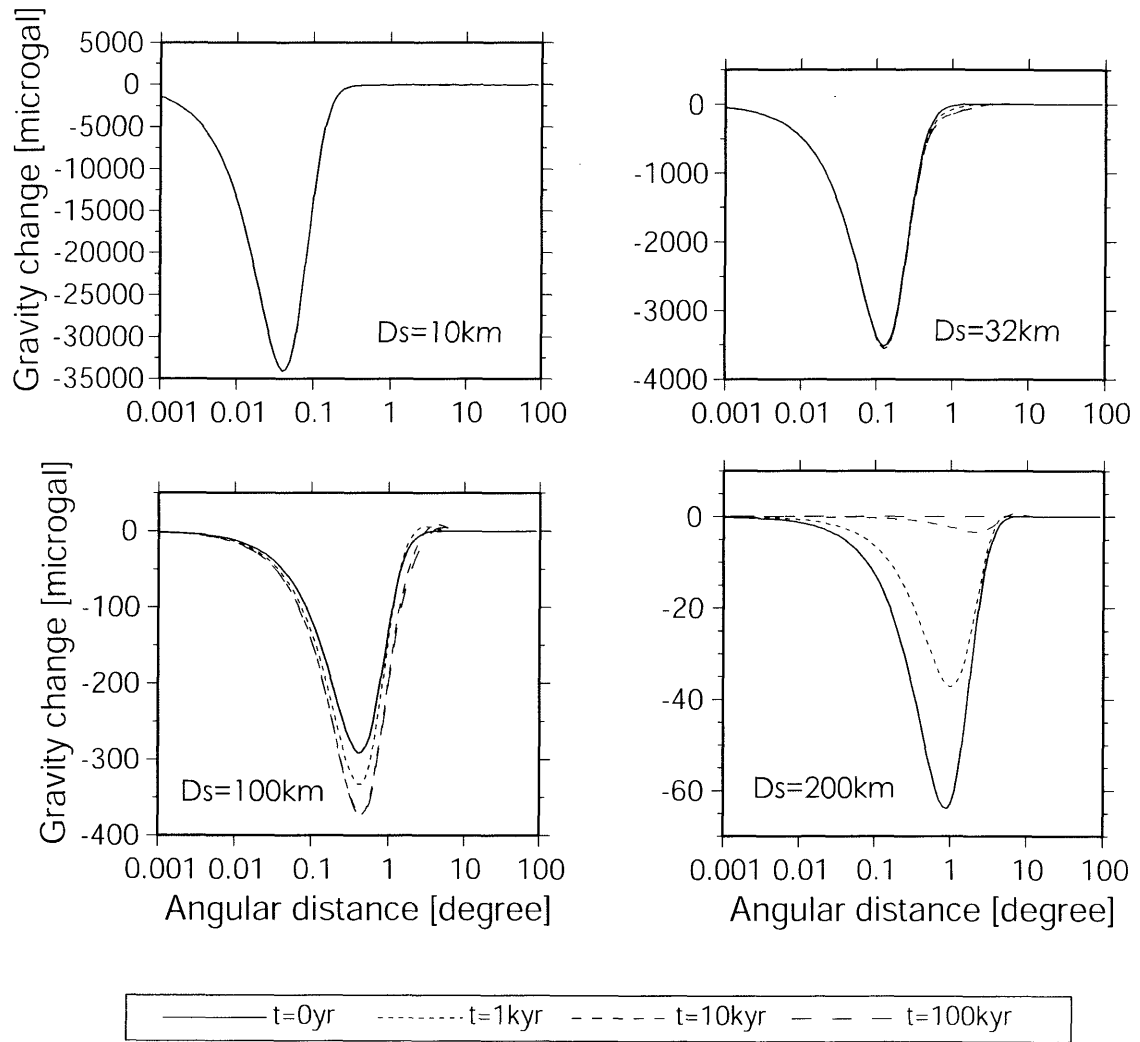 Gravity change [microgal]
5000
0
-5000
-10000
-15000
-20000
-25000
-30000
-35000
Ds=10km
0.001 0.01 0.1 1 10 100
0
-1000
-2000
-3000
-4000
Ds=32km
0.001 0.01 0.1 1 10 100
Gravity change [microgal]
0
-100
-200
-300
-400
Ds=100km
0.001 0.01 0.1 1 10 100
Angular distance [degree]
0
-20
-40
-60
Ds=200km
0.001 0.01 0.1 1 10 100
Angular distance [degree]
t=0yr t=1kyr t=10kyr t=100kyr